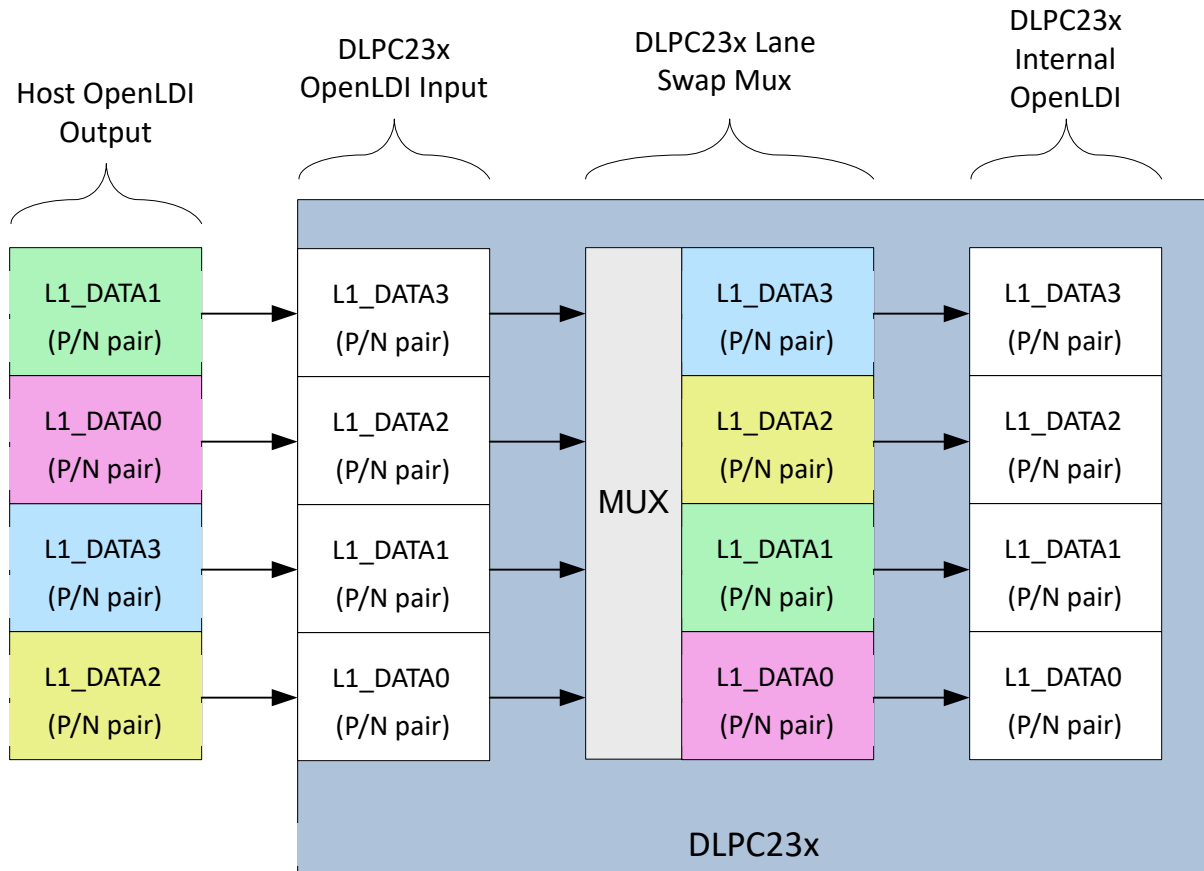 Host OpenLDI
Output
DLPC23x
OpenLDI Input
DLPC23x Lane
Swap Mux
DLPC23x
Internal
OpenLDI
L1_DATA1
(P/N pair)
L1_DATA0
(P/N pair)
L1_DATA3
(P/N pair)
L1_DATA2
(P/N pair)
L1_DATA3
(P/N pair)
L1_DATA2
(P/N pair)
L1_DATA1
(P/N pair)
L1_DATA0
(P/N pair)
MUX
L1_DATA3
(P/N pair)
L1_DATA2
(P/N pair)
L1_DATA1
(P/N pair)
L1_DATA0
(P/N pair)
L1_DATA3
(P/N pair)
L1_DATA2
(P/N pair)
L1_DATA1
(P/N pair)
L1_DATA0
(P/N pair)
DLPC23x